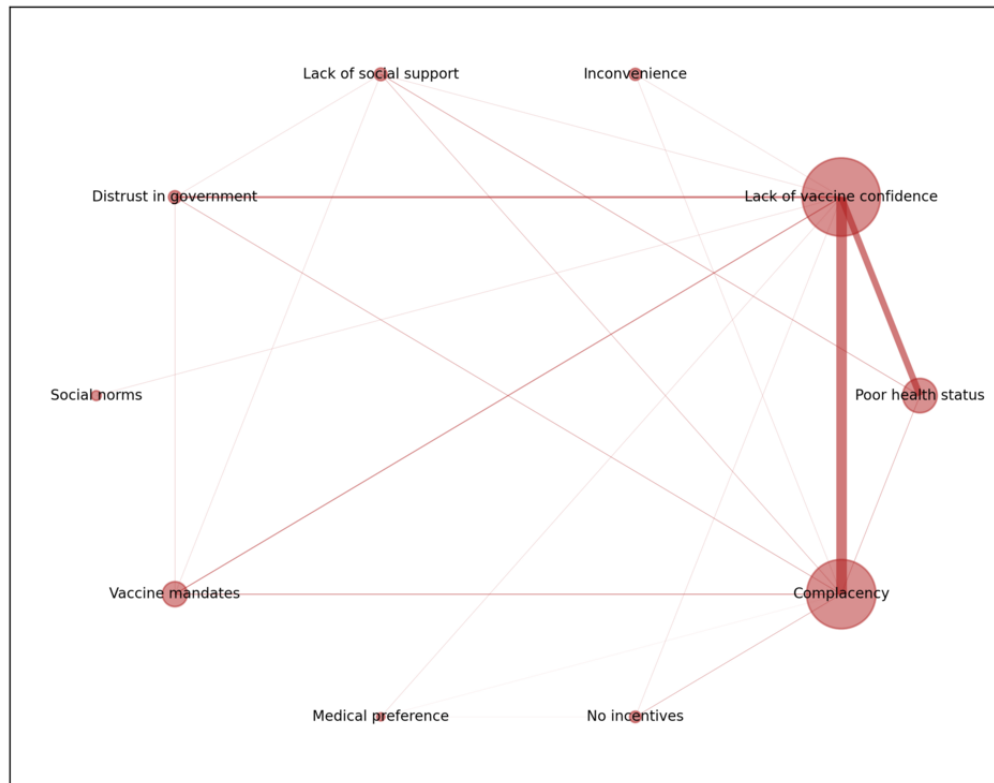 Lack of social support
Inconvenience
Distrust in government
Lack of vaccine confidence
Social norms
Poor health status
Vaccine mandates
Complacency
Medical preference
No incentives